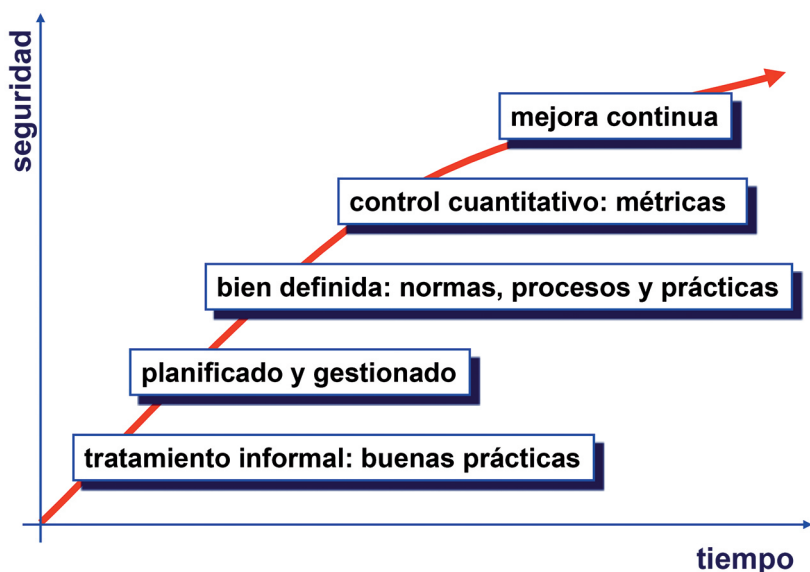 seguridad
mejora continua
control cuantitativo: métricas
bien definida: normas, procesos y prácticas
planificado y gestionado
tratamiento informal: buenas prácticas
tiempo